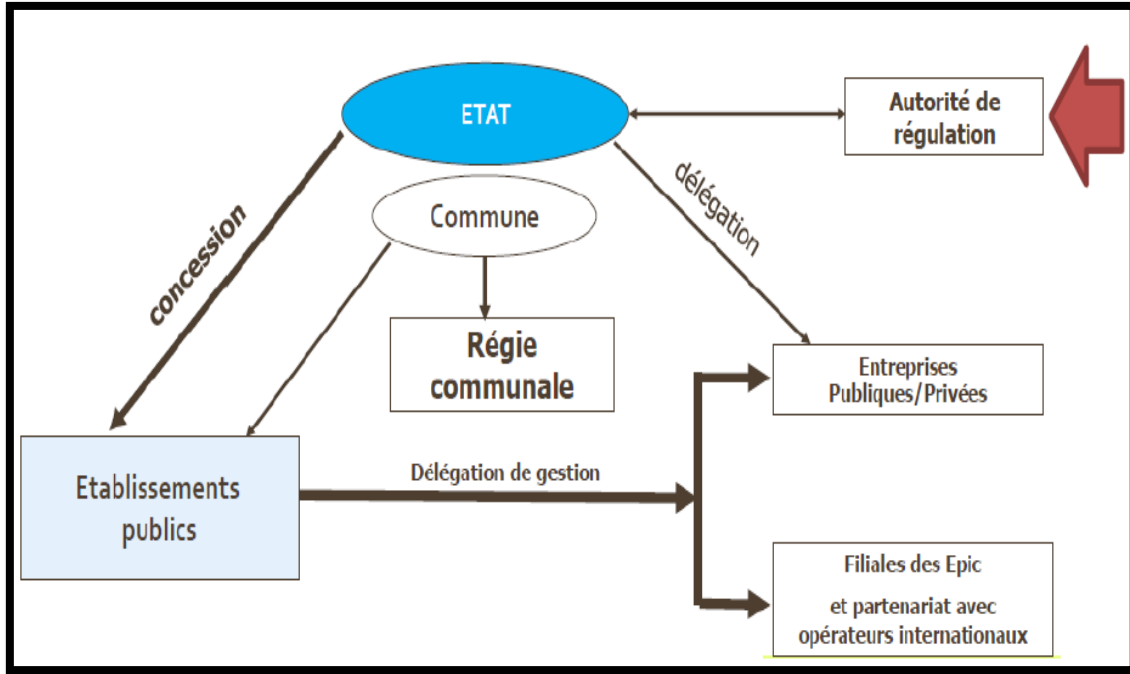 ETAT
Autorité de
régulation
délégation
Commune
concession
Régie
communale
Entreprises
Publiques/Privées
Etablissements
publics
Délégation de gestion
Filiales des Epic
et partenariat avec
opérateurs internationaux